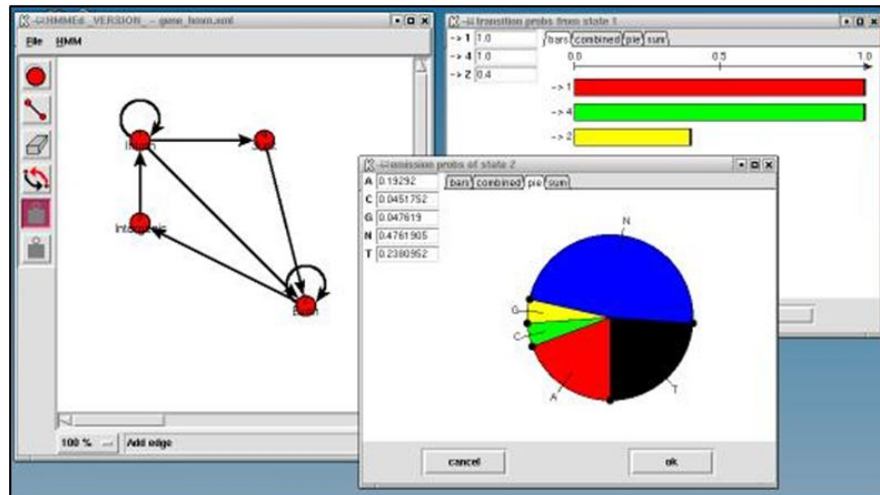 HMMEd _VERSION_ - gene_hmm.xml
File HMM
Intron
Intergenic
Exon
100 %
Add edge
transition probs from state 1
-> 1 1.0
-> 4 1.0
-> 2 0.4
bars combined pie sum
0.0 0.5 1.0
-> 1
-> 4
-> 2
emission probs of state 2
A 0.19292
C 0.0451752
G 0.047619
N 0.4761905
T 0.2380952
bars combined pie sum
N
G
C
A
T
cancel
ok